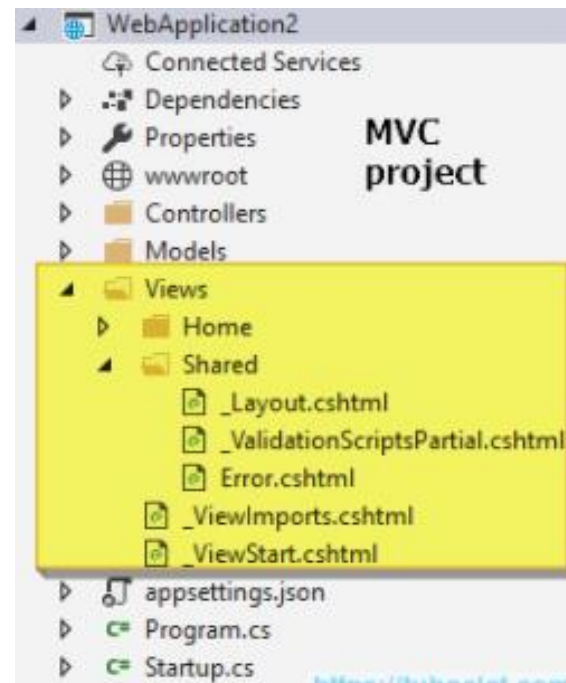 WebApplication2
Connected Services
Dependencies
Properties
MVC
wwwroot
project
Controllers
Models
Views
Home
Shared
_Layout.cshtml
_ValidationScriptsPartial.cshtml
Error.cshtml
_ViewImports.cshtml
_ViewStart.cshtml
appsettings.json
C# Program.cs
C# Startup.cs